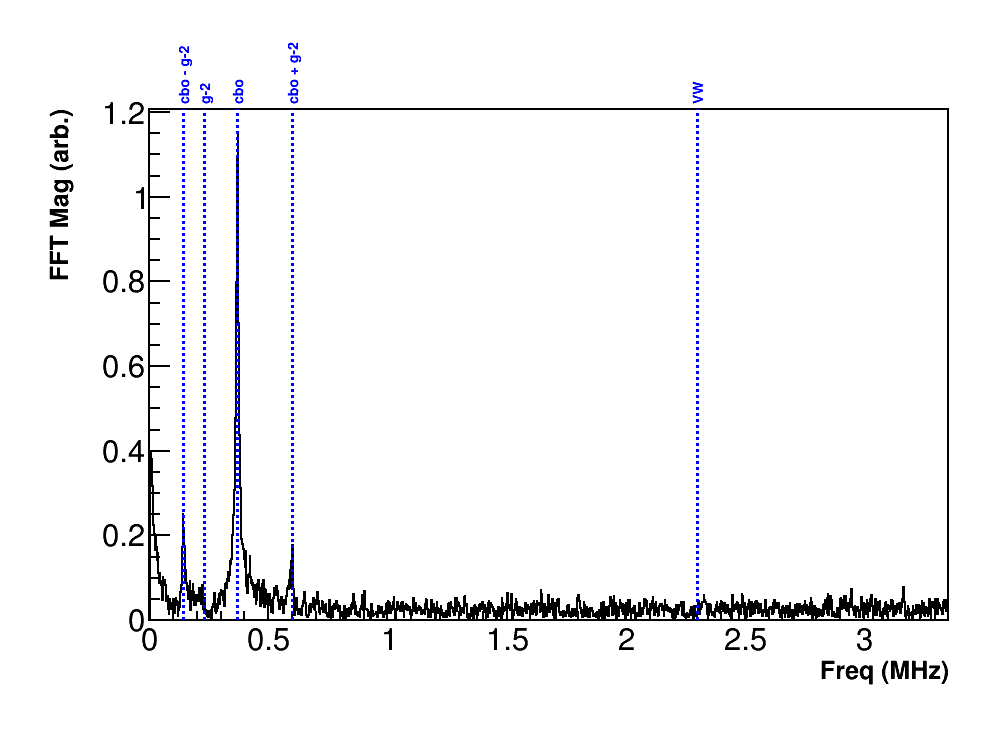 cbo - g-2
g-2
cbo
cbo + g-2
VW
FFT Mag (arb.)
1.2
1
0.8
0.6
0.4
0.2
0
0 0.5 1 1.5 2 2.5 3
Freq (MHz)